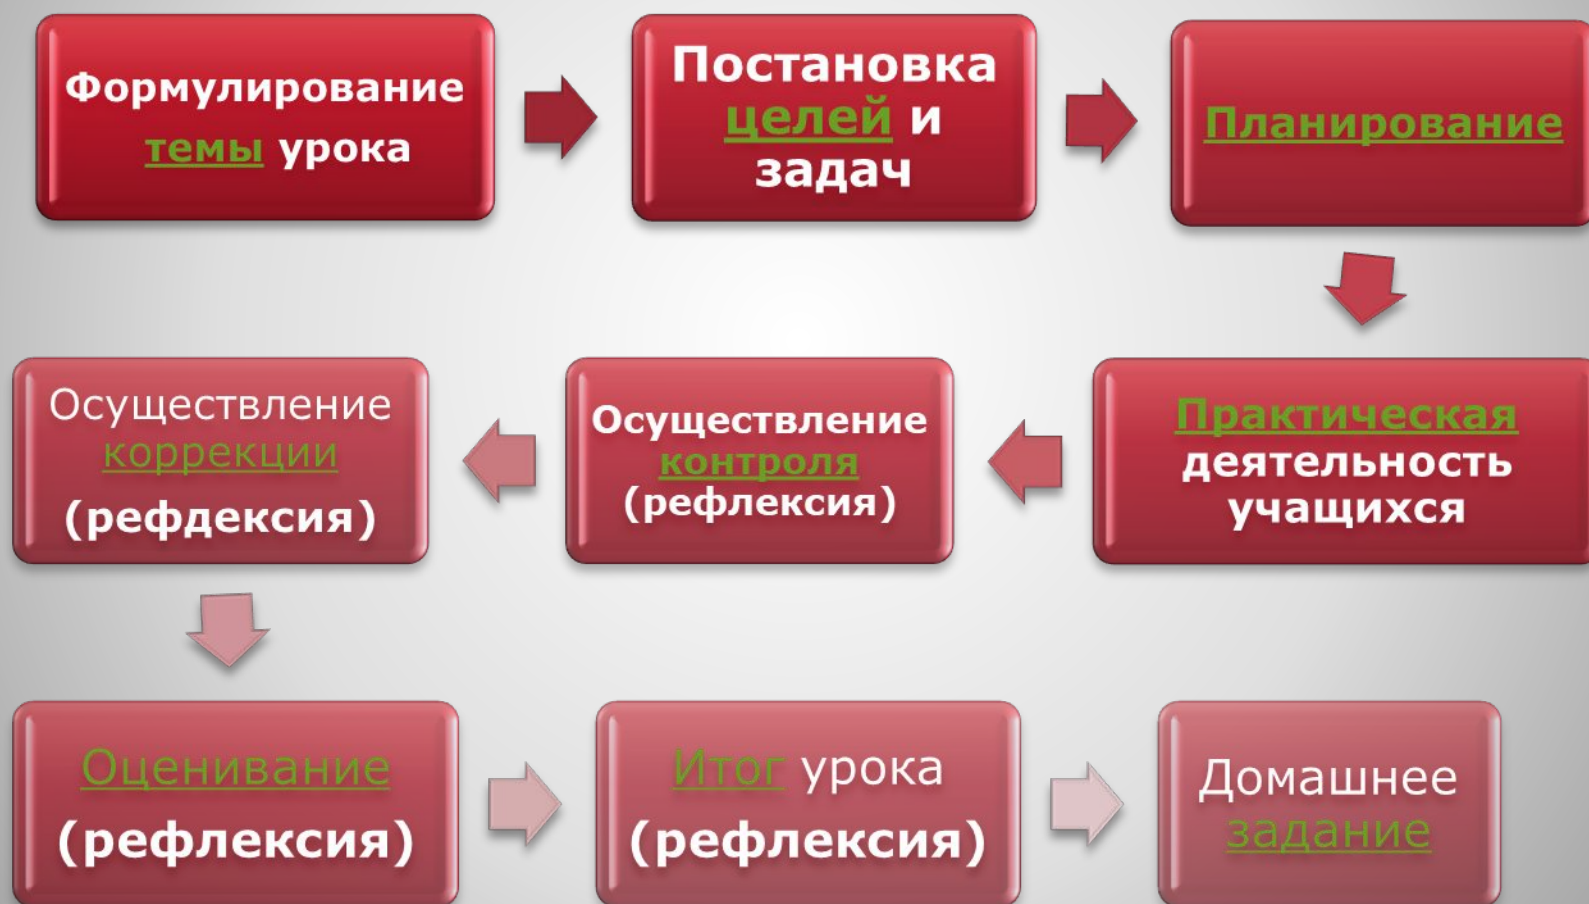 Формулирование
темы урока
Постановка
целей и
задач
Планирование
Практическая
деятельность
учащихся
Осуществление
контроля
(рефлексия)
Осуществление
коррекции
(рефдексия)
Оценивание
(рефлексия)
Итог урока
(рефлексия)
Домашнее
задание